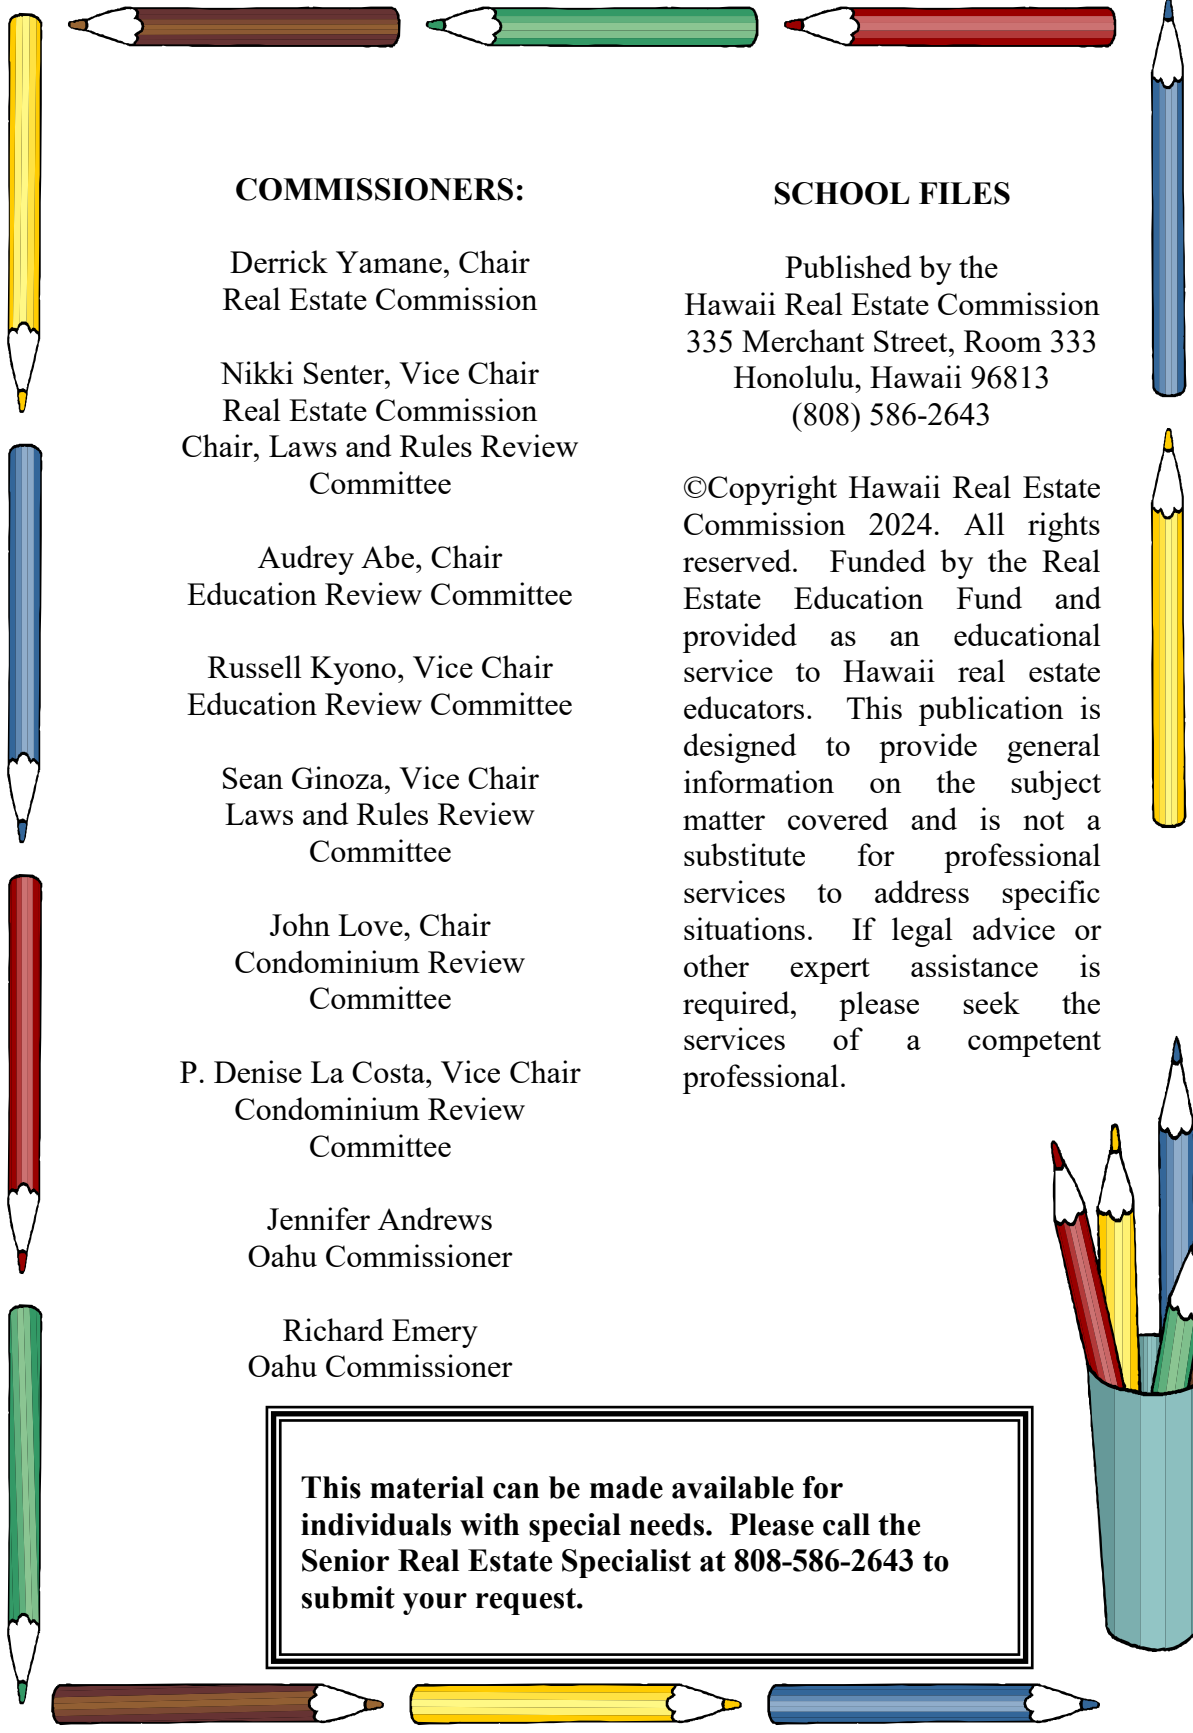 COMMISSIONERS:
Derrick Yamane, Chair
Real Estate Commission
Nikki Senter, Vice Chair
Real Estate Commission
Chair, Laws and Rules Review
Committee
Audrey Abe, Chair
Education Review Committee
Russell Kyono, Vice Chair
Education Review Committee
Sean Ginoza, Vice Chair
Laws and Rules Review
Committee
John Love, Chair
Condominium Review
Committee
P. Denise La Costa, Vice Chair
Condominium Review
Committee
Jennifer Andrews
Oahu Commissioner
Richard Emery
Oahu Commissioner
SCHOOL FILES
Published by the
Hawaii Real Estate Commission
335 Merchant Street, Room 333
Honolulu, Hawaii 96813
(808) 586-2643
©Copyright Hawaii Real Estate
Commission 2024. All rights
reserved. Funded by the Real
Estate Education Fund and
provided as an educational
service to Hawaii real estate
educators. This publication is
designed to provide general
information on the subject
matter covered and is not a
substitute for professional
services to address specific
situations. If legal advice or
other expert assistance is
required, please seek the
services of a competent
professional.
This material can be made available for
individuals with special needs. Please call the
Senior Real Estate Specialist at 808-586-2643 to
submit your request.